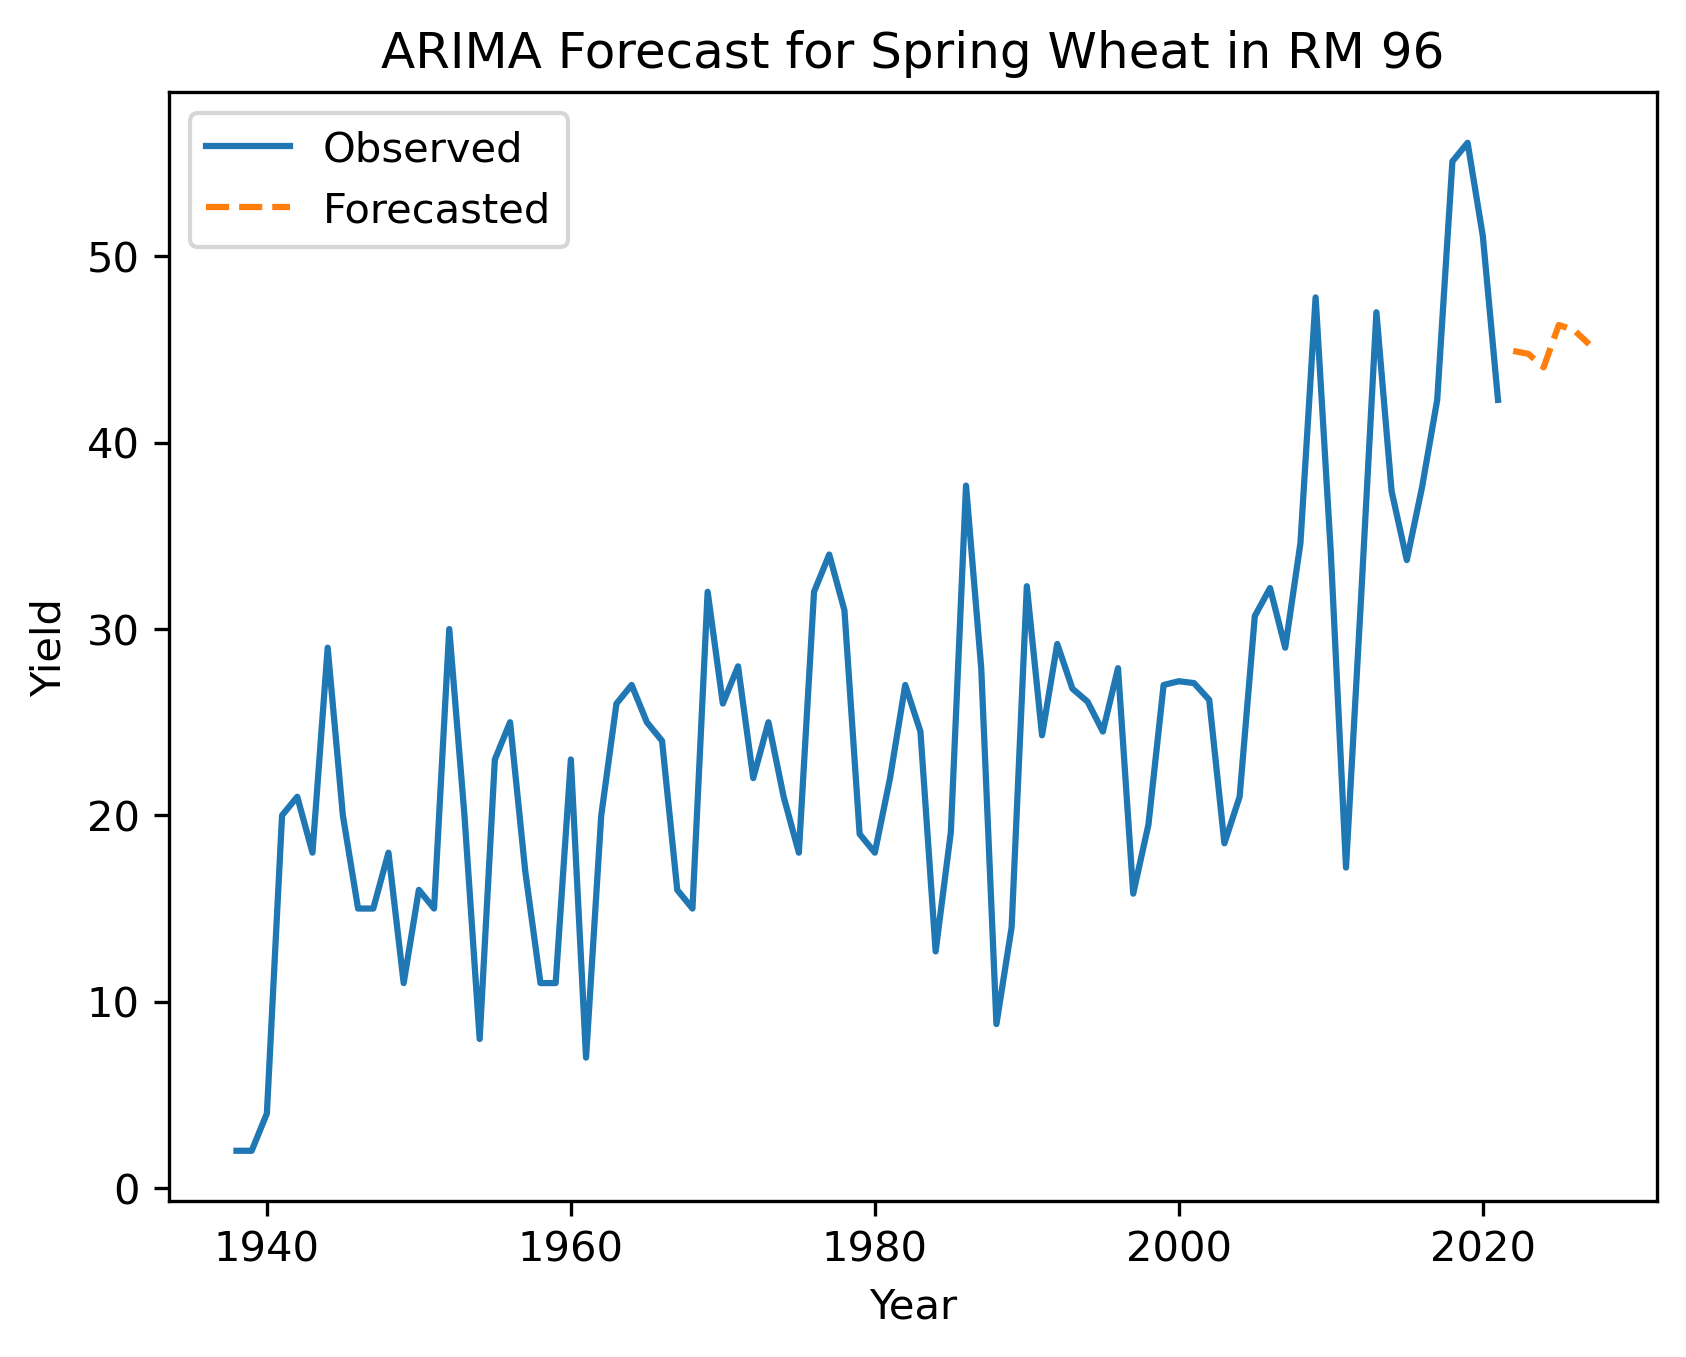 ARIMA Forecast for Spring Wheat in RM 96
Observed
Forecasted
50
40
30
20
10
0
Yield
1940 1960 1980 2000 2020
Year